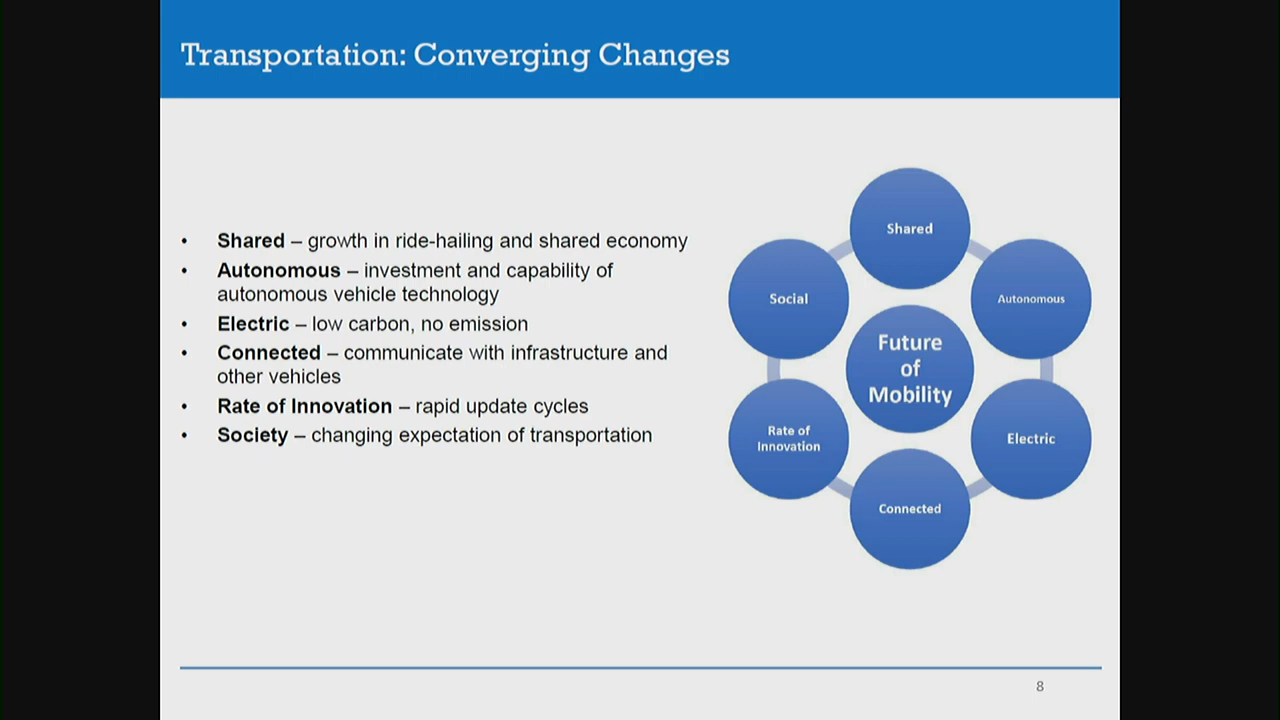 Transportation: Converging Changes
• Shared – growth in ride-hailing and shared economy
• Autonomous – investment and capability of
autonomous vehicle technology
• Electric – low carbon, no emission
• Connected – communicate with infrastructure and
other vehicles
• Rate of Innovation – rapid update cycles
• Society – changing expectation of transportation
Shared
Autonomous
Electric
Connected
Rate of
Innovation
Social
Future
of
Mobility
8